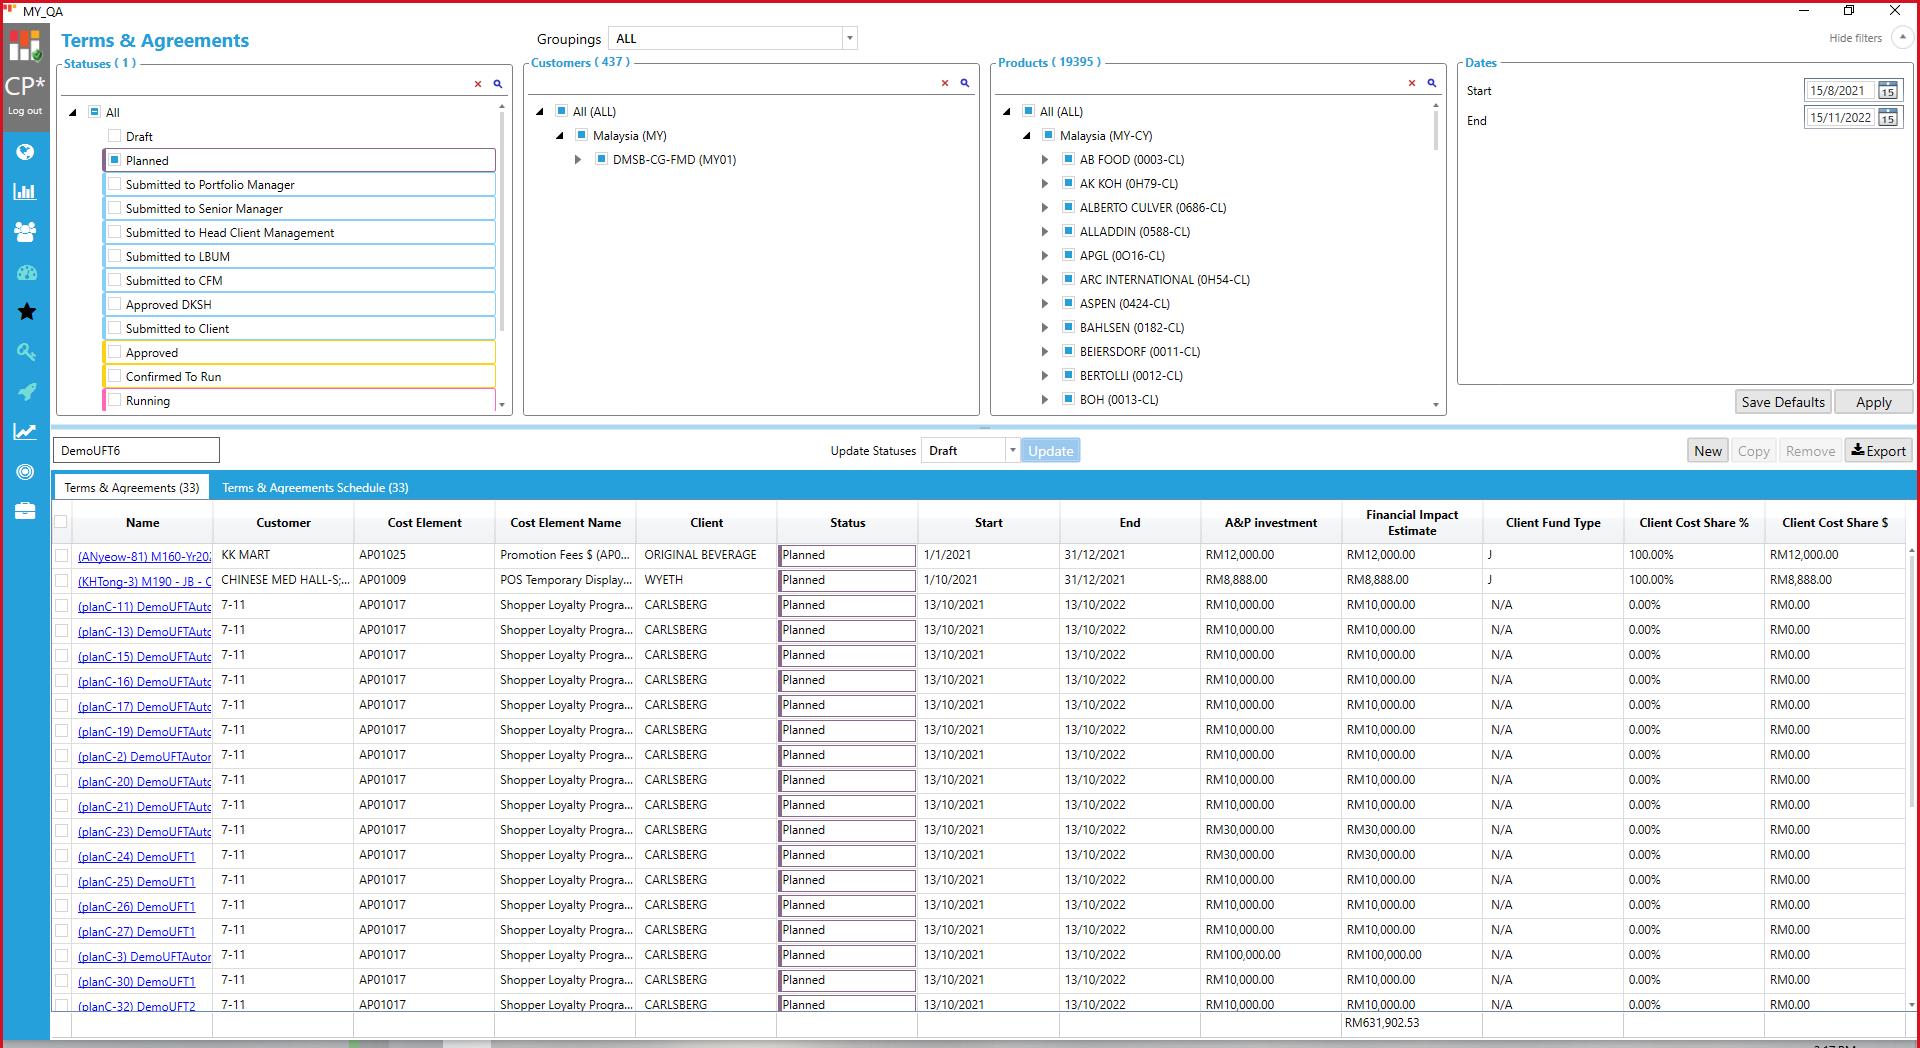 MY_QA
CP*
Log out
Terms & Agreements
Groupings ALL
Hide filters
Statuses ( 1 )
All
Draft
Planned
Submitted to Portfolio Manager
Submitted to Senior Manager
Submitted to Head Client Management
Submitted to LBUM
Submitted to CFM
Approved DKSH
Submitted to Client
Approved
Confirmed To Run
Running
Customers ( 437 )
All (ALL)
Malaysia (MY)
DMSB-CG-FMD (MY01)
Products ( 19395 )
All (ALL)
Malaysia (MY-CY)
AB FOOD (0003-CL)
AK KOH (0H79-CL)
ALBERTO CULVER (0686-CL)
ALLADDIN (0588-CL)
APGL (0O16-CL)
ARC INTERNATIONAL (0H54-CL)
ASPEN (0424-CL)
BAHLSEN (0182-CL)
BEIERSDORF (0011-CL)
BERTOLLI (0012-CL)
BOH (0013-CL)
Dates
Start 15/8/2021 15
End 15/11/2022 15
Save Defaults Apply
DemoUFT6 Update Statuses Draft Update New Copy Remove Export
Terms & Agreements (33) Terms & Agreements Schedule (33)
Name Customer Cost Element Cost Element Name Client Status Start End A&P investment Financial Impact Estimate Client Fund Type Client Cost Share % Client Cost Share $
(ANyeow-81) M160-Yr202 KK MART AP01025 Promotion Fees $ (AP0... ORIGINAL BEVERAGE Planned 1/1/2021 31/12/2021 RM12,000.00 RM12,000.00 J 100.00% RM12,000.00
(KHTong-3) M190 - JB - C CHINESE MED HALL-S;... AP01009 POS Temporary Display... WYETH Planned 1/10/2021 31/12/2021 RM8,888.00 RM8,888.00 J 100.00% RM8,888.00
(planC-11) DemoUFTAuto 7-11 AP01017 Shopper Loyalty Progra... CARLSBERG Planned 13/10/2021 13/10/2022 RM10,000.00 RM10,000.00 N/A 0.00% RM0.00
(planC-13) DemoUFTAuto 7-11 AP01017 Shopper Loyalty Progra... CARLSBERG Planned 13/10/2021 13/10/2022 RM10,000.00 RM10,000.00 N/A 0.00% RM0.00
(planC-15) DemoUFTAuto 7-11 AP01017 Shopper Loyalty Progra... CARLSBERG Planned 13/10/2021 13/10/2022 RM10,000.00 RM10,000.00 N/A 0.00% RM0.00
(planC-16) DemoUFTAuto 7-11 AP01017 Shopper Loyalty Progra... CARLSBERG Planned 13/10/2021 13/10/2022 RM10,000.00 RM10,000.00 N/A 0.00% RM0.00
(planC-17) DemoUFTAuto 7-11 AP01017 Shopper Loyalty Progra... CARLSBERG Planned 13/10/2021 13/10/2022 RM10,000.00 RM10,000.00 N/A 0.00% RM0.00
(planC-19) DemoUFTAuto 7-11 AP01017 Shopper Loyalty Progra... CARLSBERG Planned 13/10/2021 13/10/2022 RM10,000.00 RM10,000.00 N/A 0.00% RM0.00
(planC-2) DemoUFTAutor 7-11 AP01017 Shopper Loyalty Progra... CARLSBERG Planned 13/10/2021 13/10/2022 RM10,000.00 RM10,000.00 N/A 0.00% RM0.00
(planC-20) DemoUFTAuto 7-11 AP01017 Shopper Loyalty Progra... CARLSBERG Planned 13/10/2021 13/10/2022 RM10,000.00 RM10,000.00 N/A 0.00% RM0.00
(planC-21) DemoUFTAuto 7-11 AP01017 Shopper Loyalty Progra... CARLSBERG Planned 13/10/2021 13/10/2022 RM10,000.00 RM10,000.00 N/A 0.00% RM0.00
(planC-23) DemoUFTAuto 7-11 AP01017 Shopper Loyalty Progra... CARLSBERG Planned 13/10/2021 13/10/2022 RM30,000.00 RM30,000.00 N/A 0.00% RM0.00
(planC-24) DemoUFT1 7-11 AP01017 Shopper Loyalty Progra... CARLSBERG Planned 13/10/2021 13/10/2022 RM30,000.00 RM30,000.00 N/A 0.00% RM0.00
(planC-25) DemoUFT1 7-11 AP01017 Shopper Loyalty Progra... CARLSBERG Planned 13/10/2021 13/10/2022 RM10,000.00 RM10,000.00 N/A 0.00% RM0.00
(planC-26) DemoUFT1 7-11 AP01017 Shopper Loyalty Progra... CARLSBERG Planned 13/10/2021 13/10/2022 RM10,000.00 RM10,000.00 N/A 0.00% RM0.00
(planC-27) DemoUFT1 7-11 AP01017 Shopper Loyalty Progra... CARLSBERG Planned 13/10/2021 13/10/2022 RM10,000.00 RM10,000.00 N/A 0.00% RM0.00
(planC-3) DemoUFTAutor 7-11 AP01017 Shopper Loyalty Progra... CARLSBERG Planned 13/10/2021 13/10/2022 RM100,000.00 RM100,000.00 N/A 0.00% RM0.00
(planC-30) DemoUFT1 7-11 AP01017 Shopper Loyalty Progra... CARLSBERG Planned 13/10/2021 13/10/2022 RM10,000.00 RM10,000.00 N/A 0.00% RM0.00
(planC-32) DemoUFT2 7-11 AP01017 Shopper Loyalty Progra... CARLSBERG Planned 13/10/2021 13/10/2022 RM10,000.00 RM10,000.00 N/A 0.00% RM0.00
RM631,902.53